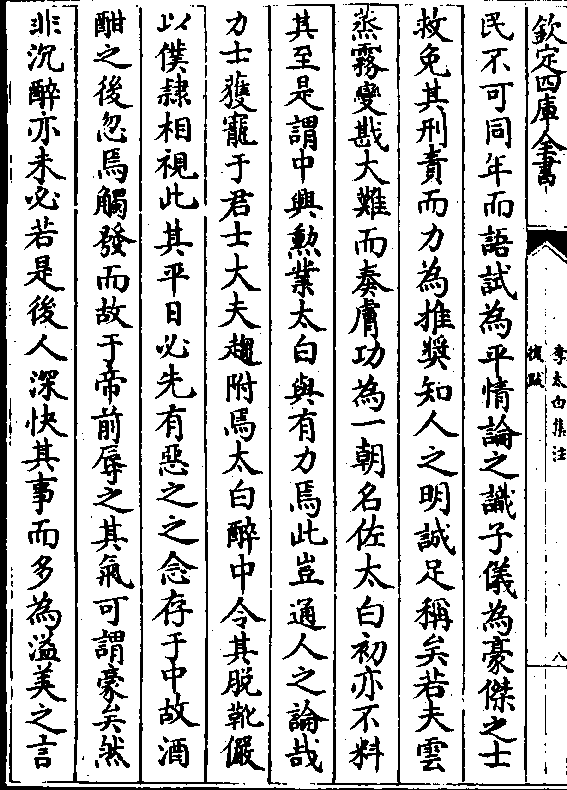 欽定四庫全書
李太白集注
後跋
八
民不可同年而語試為平情論之識子儀為豪傑之士
救免其刑責而力為推奬知人之明誠足稱矣若夫雲
蒸霧變戡大難而奏膚功為一朝名佐太白初亦不料
其至是謂中興勲業太白與有力焉此豈通人之論哉
力士獲寵于君士大夫趨附焉太白醉中令其脱靴儼
以僕隷相視此其平日必先有惡之之念存于中故酒
酣之後忽焉觸發而故于帝前辱之其氣可謂豪矣然
非沉醉亦未必若是後人深快其事而多為溢美之言